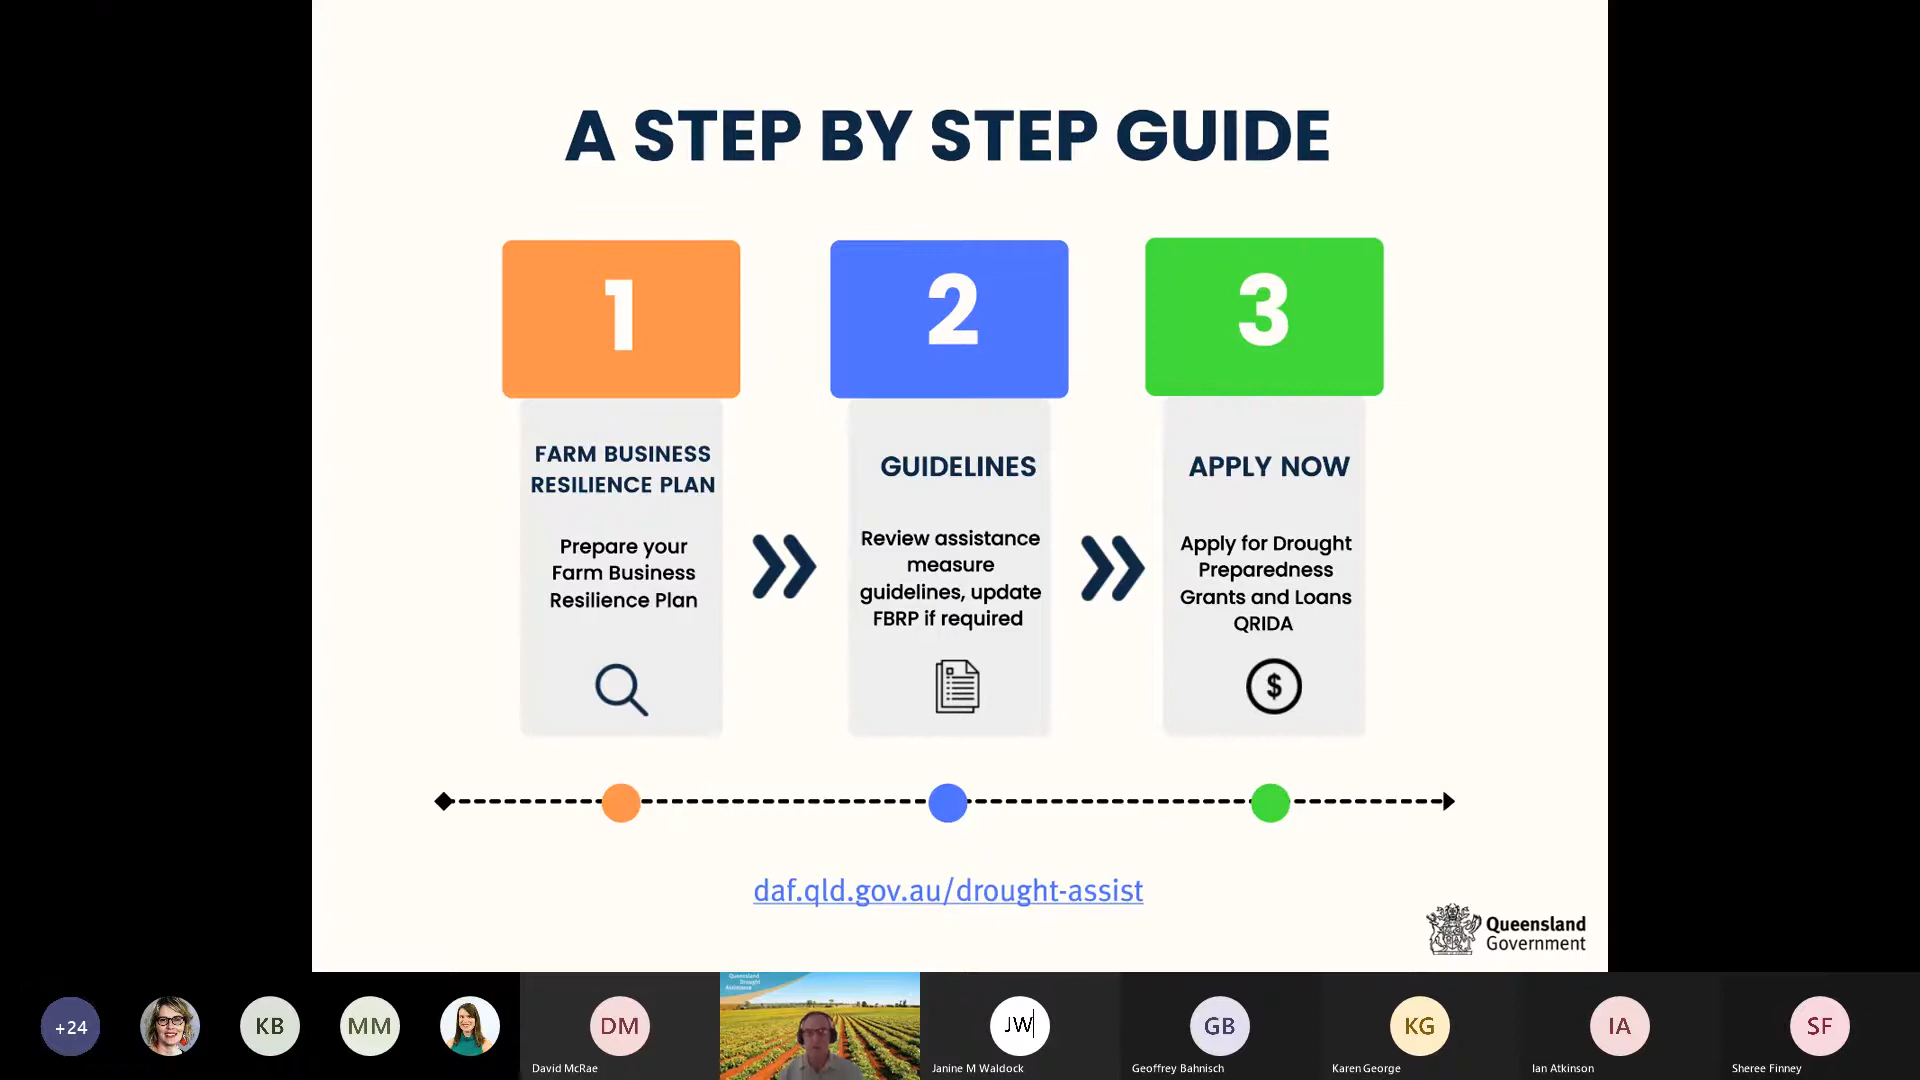 A STEP BY STEP GUIDE
1
2
3
FARM BUSINESS
RESILIENCE PLAN
Prepare your
Farm Business
Resilience Plan
GUIDELINES
Review assistance
measure
guidelines, update
FBRP if required
APPLY NOW
Apply for Drought
Preparedness
Grants and Loans
QRIDA
$
daf.qld.gov.au/drought-assist
Queensland
Government
+24
KB
MM
DM
David McRae
Queensland
Drought
Assistance
JW
Janine M Waldock
GB
Geoffrey Bahnisch
KG
Karen George
IA
Ian Atkinson
SF
Sheree Finney